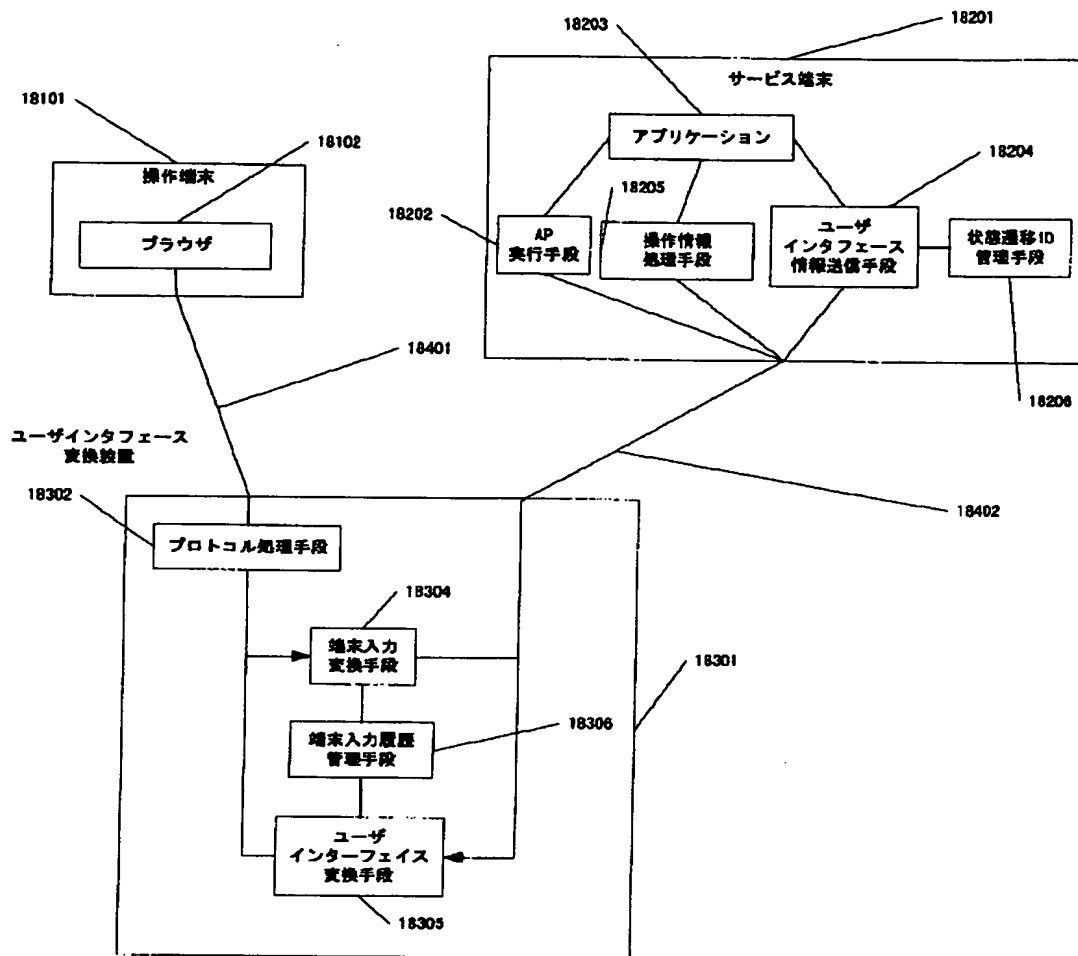 18203
18201
サービス端末
18101
18102
アプリケーション
操作端末
18204
18205
18202
AP
実行手段
操作情報
処理手段
ユーザ
インタフェース
情報送信手段
状態遷移ID
管理手段
ブラウザ
18401
18206
ユーザインタフェース
変換装置
18302
18402
プロトコル処理手段
18304
端末入力
変換手段
18301
18306
端末入力履歴
管理手段
ユーザ
インターフェイス
変換手段
18305